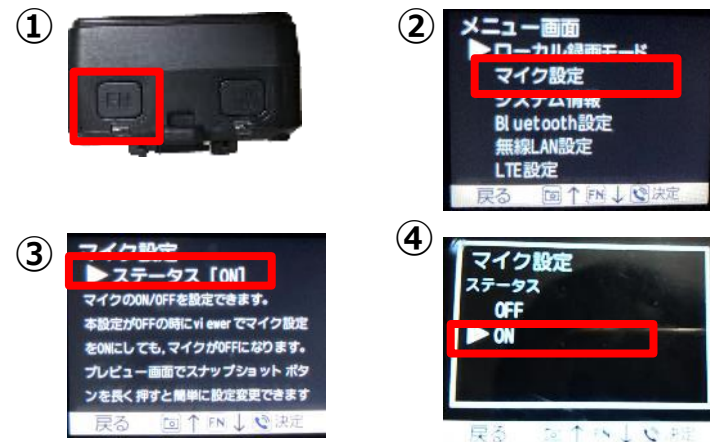 ①
FN
②
メニュー画面
▶ローカル録画モード
マイク設定
システム情報
Bluetooth設定
無線LAN設定
LTE設定
戻る ↑ FN ↓ 決定
③
マイク設定
▶ステータス [ON]
マイクのON/OFFを設定できます。
本設定がOFFの時にviewerでマイク設定
をONにしても,マイクがOFFになります。
プレビュー画面でスナップショットボタ
ンを長く押すと簡単に設定変更できます
戻る ↑ FN ↓ 決定
④
マイク設定
ステータス
OFF
▶ON
戻る ↑ FN ↓ 決定